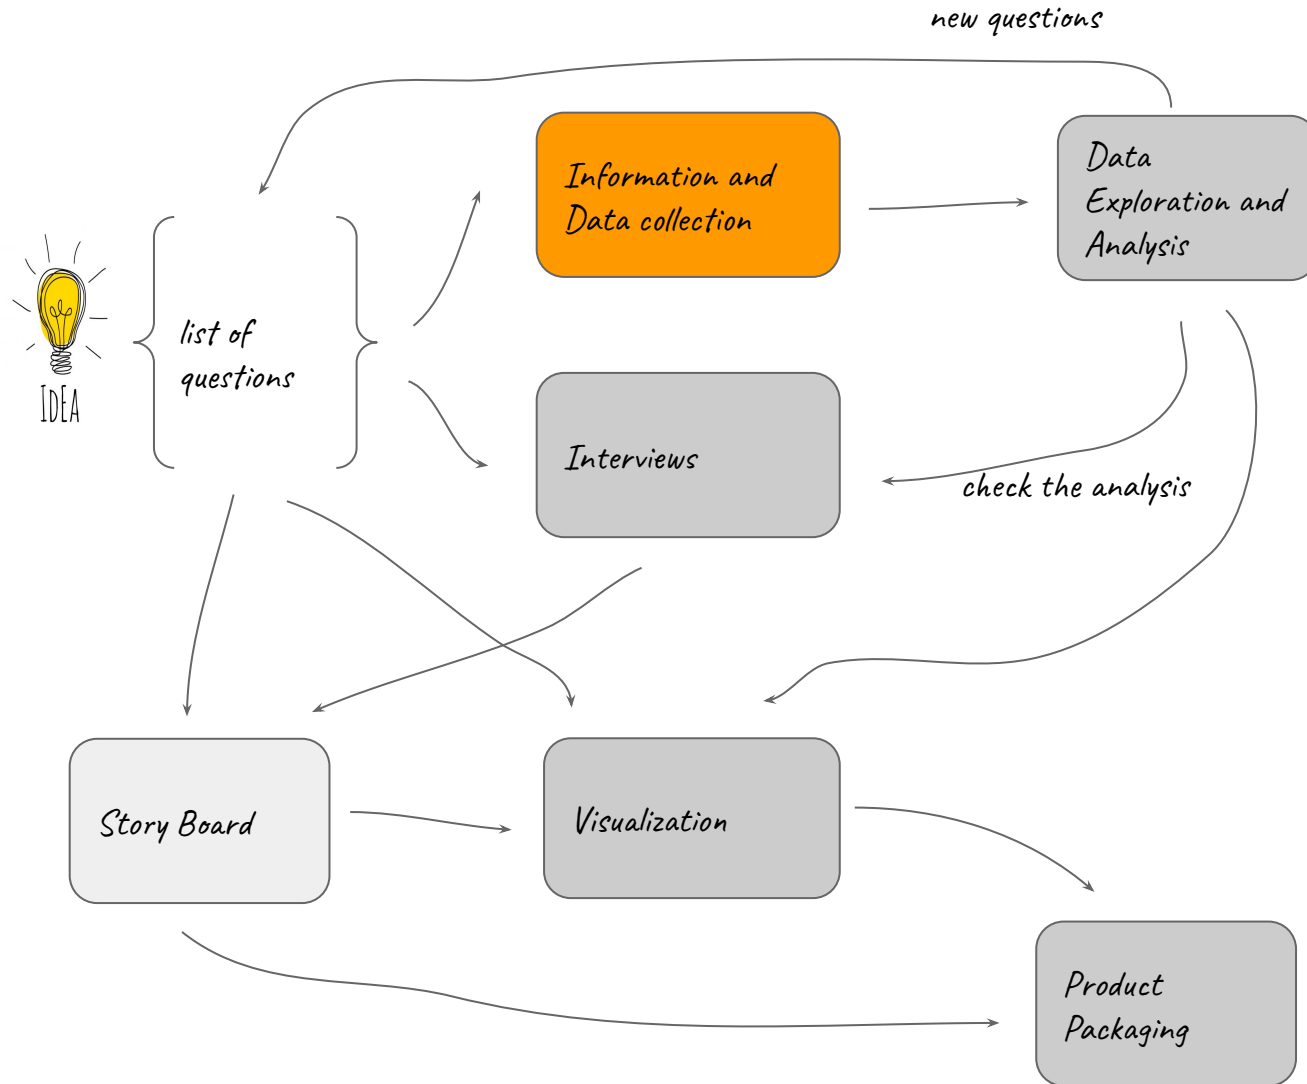 new questions
Information and
Data collection
Data
Exploration and
Analysis
list of
questions
IDEA
Interviews
check the analysis
Story Board
Visualization
Product
Packaging